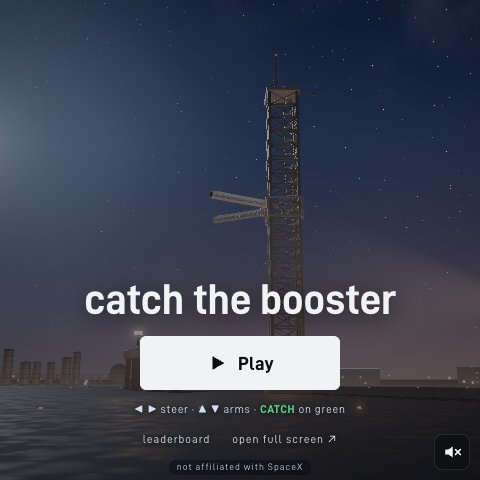 catch the booster
▶ Play
◀ ▶ steer · ▲ ▼ arms · CATCH on green
leaderboard open full screen ↗
not affiliated with SpaceX